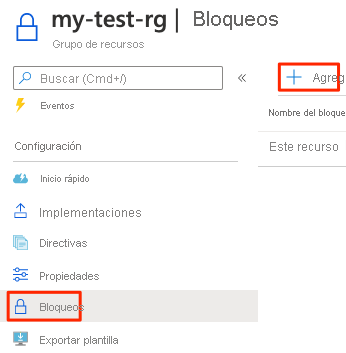 my-test-rg | Bloqueos
Grupo de recursos
Buscar (Cmd+/)
«
Agreg
Eventos
Nombre del bloque
Configuración
Este recurso
Inicio rápido
Implementaciones
Directivas
Propiedades
Bloqueos
Exportar plantilla